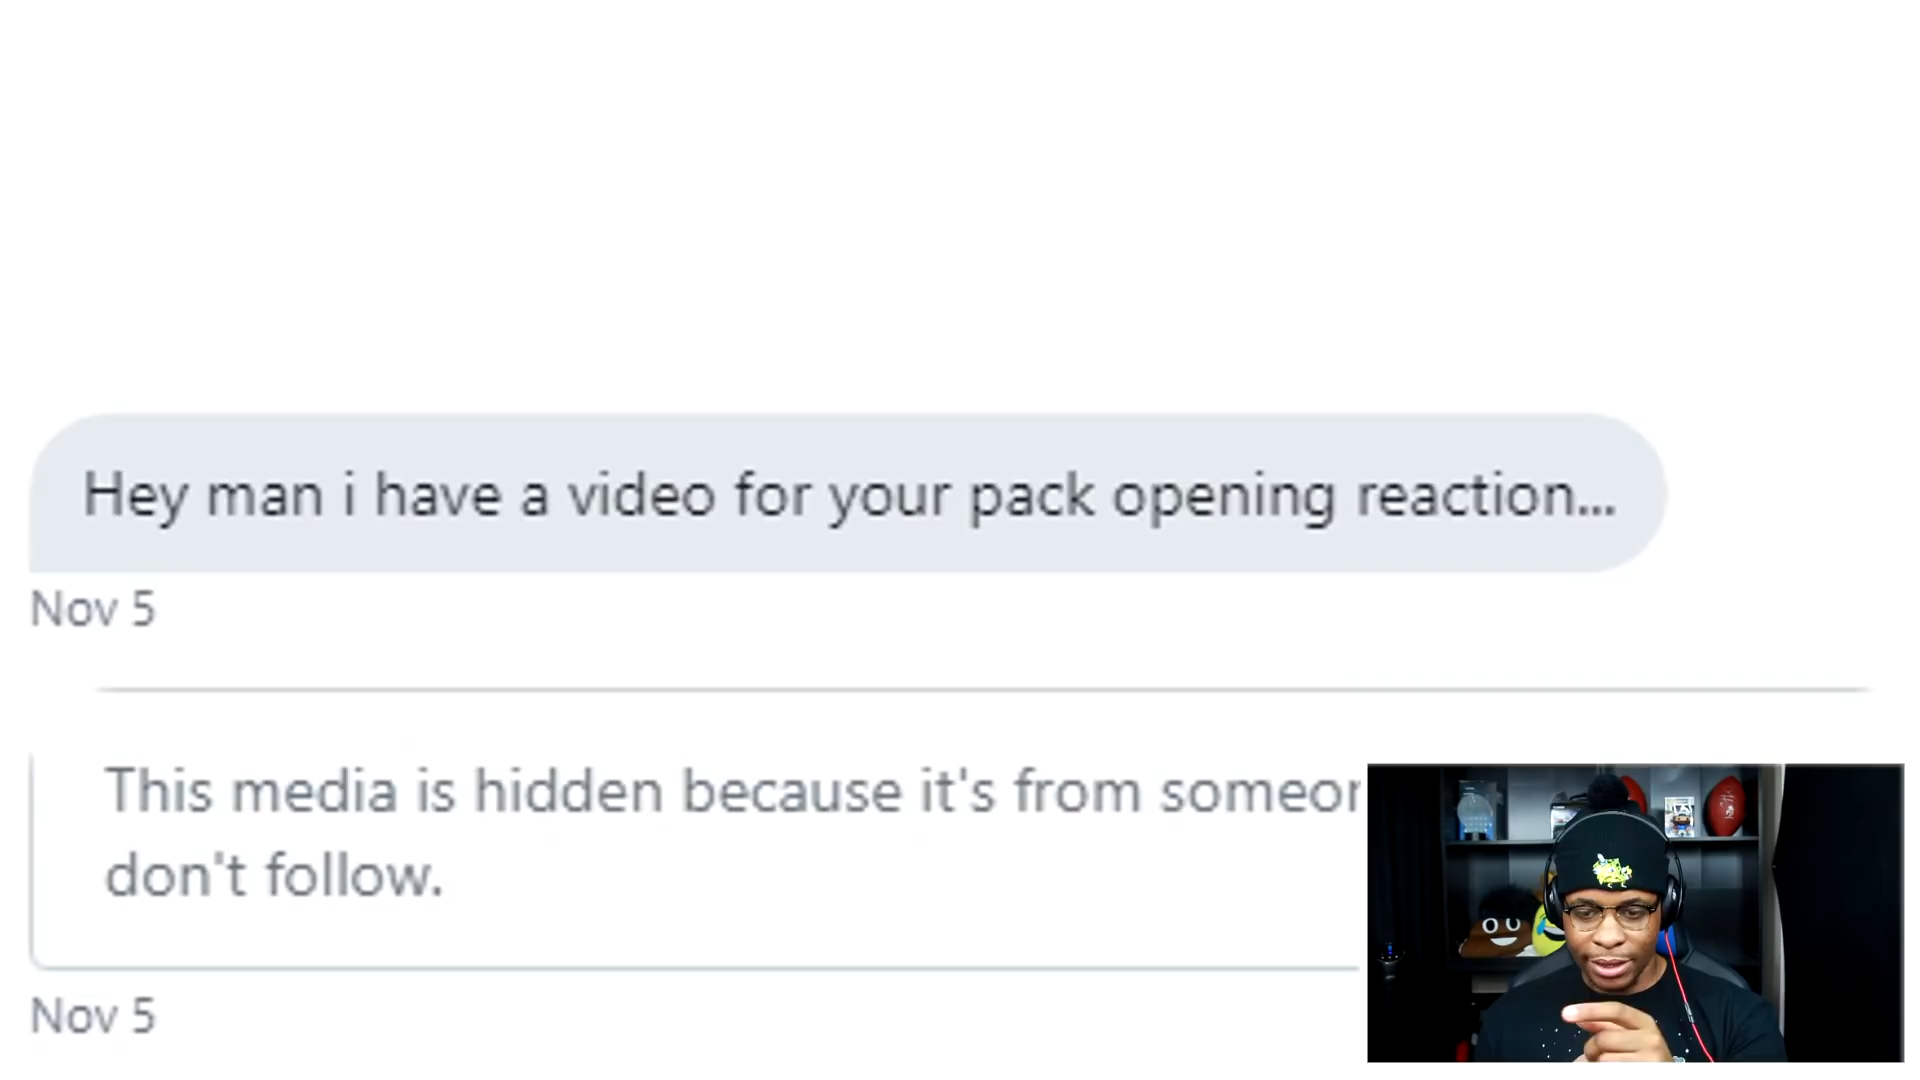 Hey man i have a video for your pack opening reaction...
Nov 5
This media is hidden because it's from
don't follow.
Nov 5